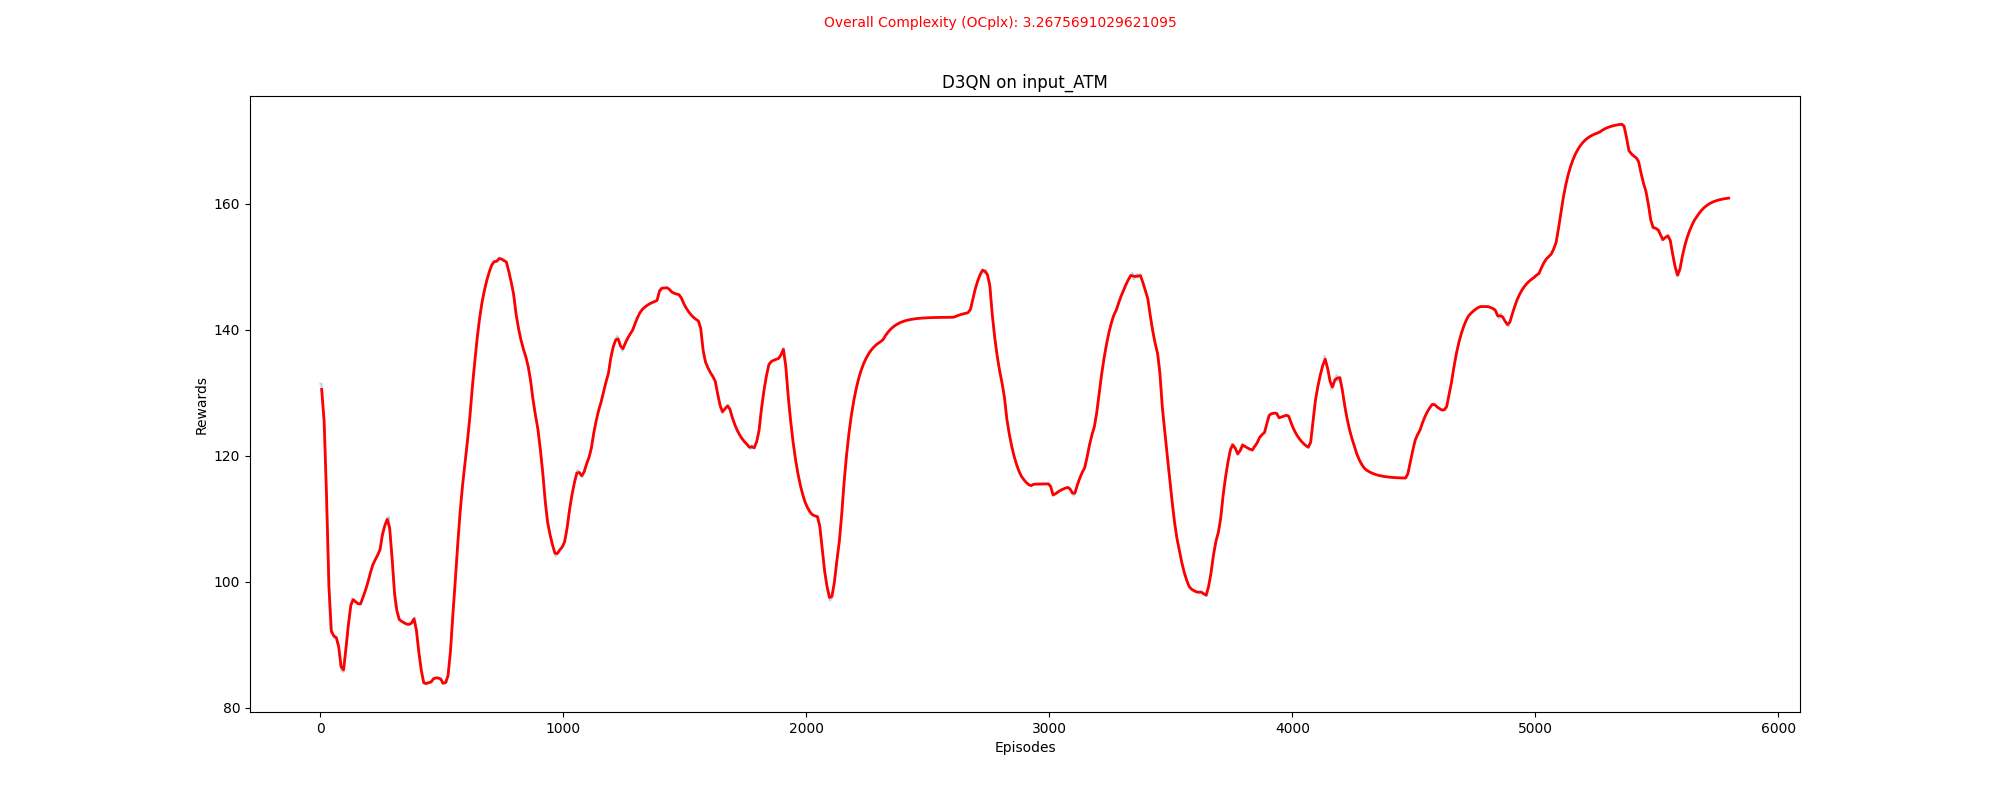 Overall Complexity (OCplx): 3.2675691029621095
D3QN on input_ATM
Rewards
160
140
120
100
80
0 1000 2000 3000 4000 5000 6000
Episodes